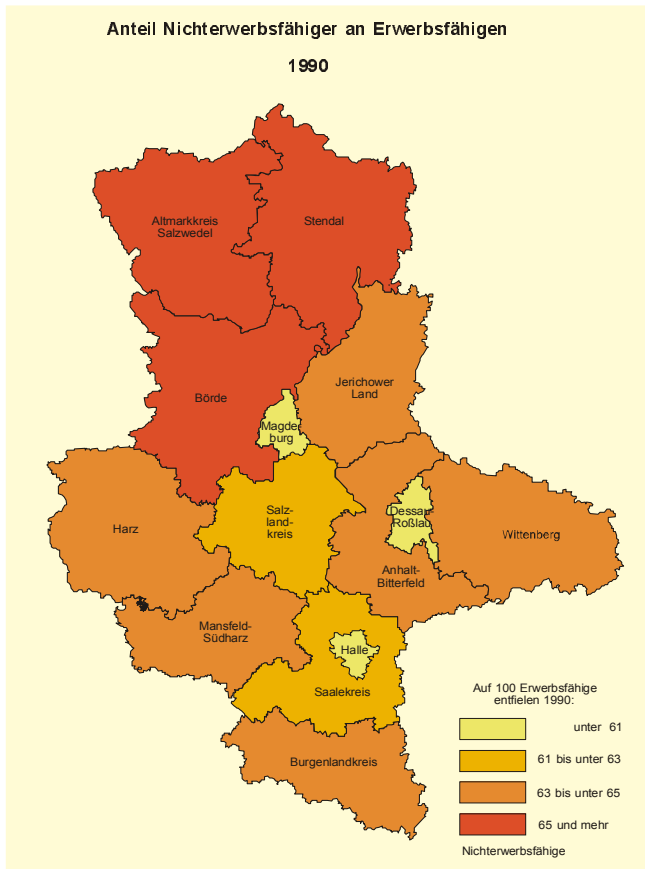 Anteil Nichterwerbsfähiger an Erwerbsfähigen
1990
Altmarkkreis
Salzwedel
Stendal
Jerichower
Land
Börde
Magde
burg
Salz-
land-
kreis
Dessau
Roßlau
Harz
Wittenberg
Anhalt-
Bitterfeld
Mansfeld-
Südharz
Halle
Saalekreis
Burgenlandkreis
Auf 100 Erwerbsfähige
entfielen 1990:
unter 61
61 bis unter 63
63 bis unter 65
65 und mehr
Nichterwerbsfähige